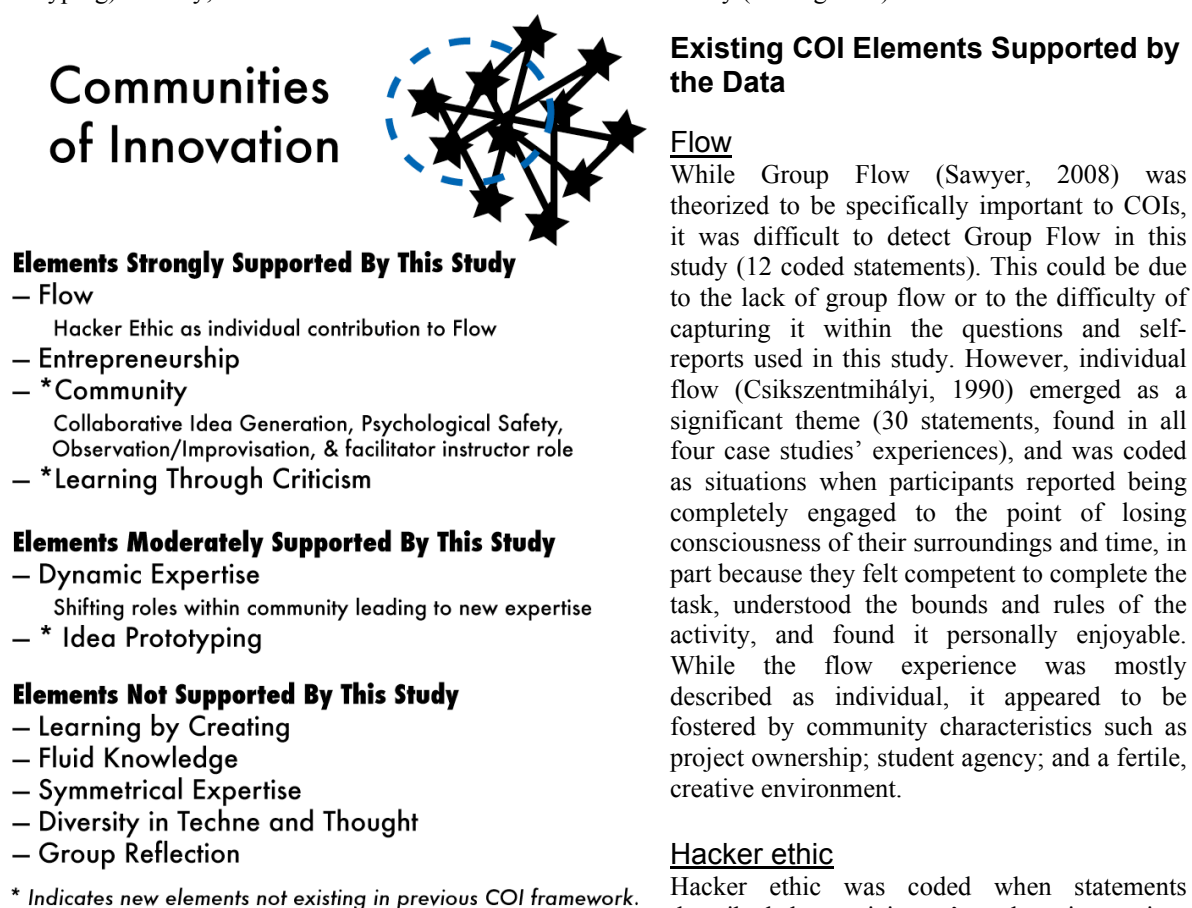 Communities
of Innovation
Elements Strongly Supported By This Study
– Flow
Hacker Ethic as individual contribution to Flow
– Entrepreneurship
– *Community
Collaborative Idea Generation, Psychological Safety,
Observation/Improvisation, & facilitator instructor role
– *Learning Through Criticism
Elements Moderately Supported By This Study
– Dynamic Expertise
Shifting roles within community leading to new expertise
– * Idea Prototyping
Elements Not Supported By This Study
– Learning by Creating
– Fluid Knowledge
– Symmetrical Expertise
– Diversity in Techne and Thought
– Group Reflection
* Indicates new elements not existing in previous COI framework.
Existing COI Elements Supported by
the Data
Flow
While Group Flow (Sawyer, 2008) was
theorized to be specifically important to COIs,
it was difficult to detect Group Flow in this
study (12 coded statements). This could be due
to the lack of group flow or to the difficulty of
capturing it within the questions and self-
reports used in this study. However, individual
flow (Csikszentmihályi, 1990) emerged as a
significant theme (30 statements, found in all
four case studies’ experiences), and was coded
as situations when participants reported being
completely engaged to the point of losing
consciousness of their surroundings and time, in
part because they felt competent to complete the
task, understood the bounds and rules of the
activity, and found it personally enjoyable.
While the flow experience was mostly
described as individual, it appeared to be
fostered by community characteristics such as
project ownership; student agency; and a fertile,
creative environment.
Hacker ethic
Hacker ethic was coded when statements